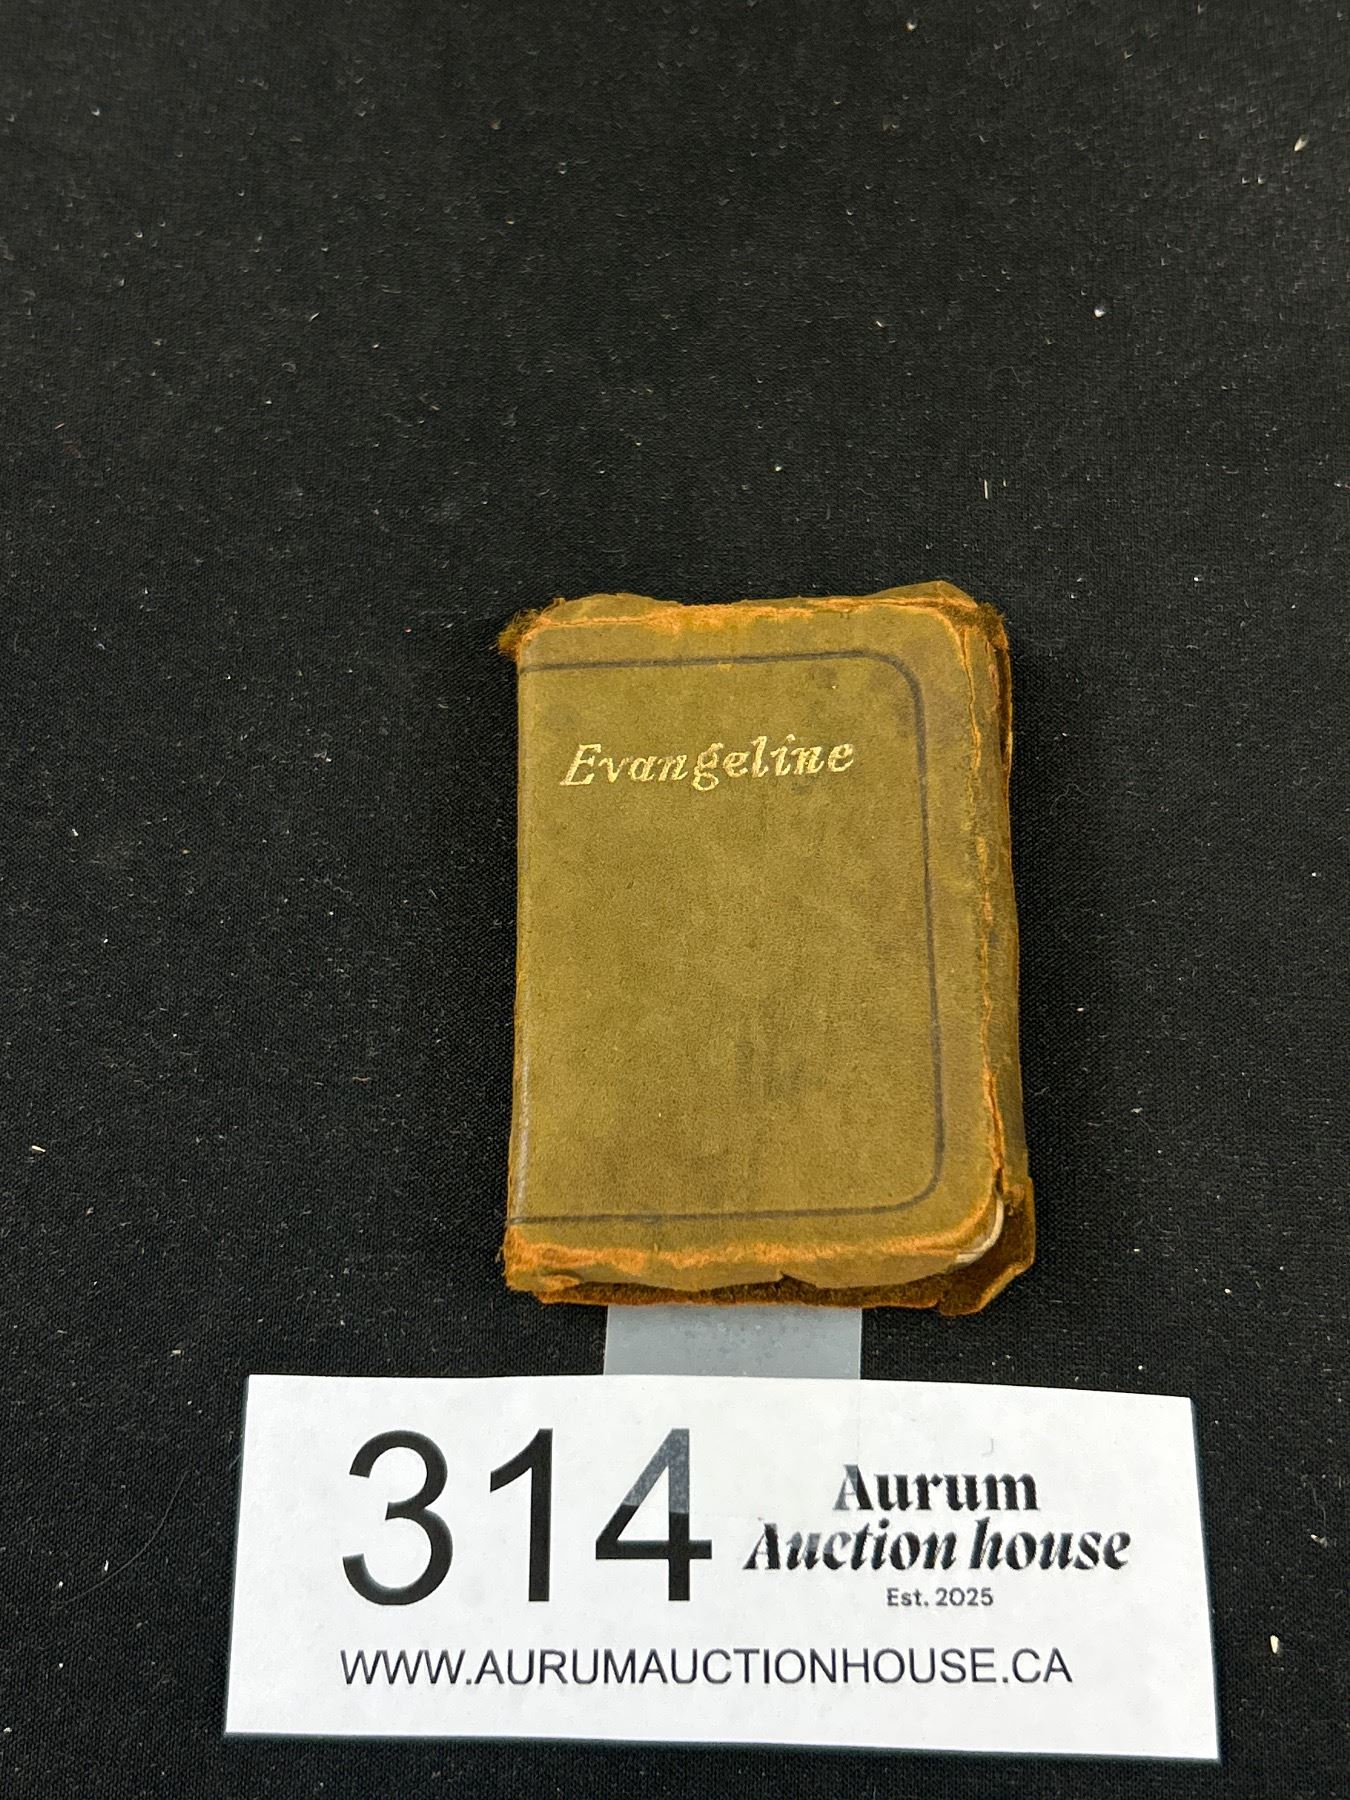 Evangeline
314
Aurum
Auction house
Est. 2025
WWW.AURUMAUCTIONHOUSE.CA